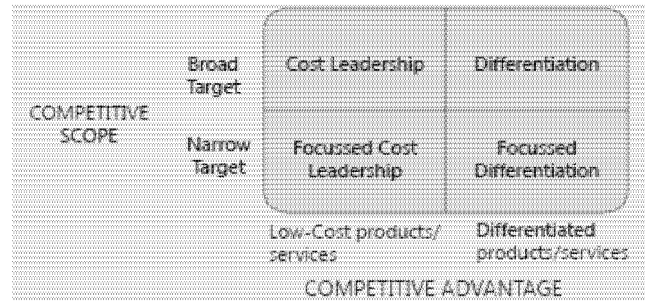 Broad
Target
Cost Leadership
Differentiation
COMPETITIVE
SCOPE
Narrow
Target
Focussed Cost
Leadership
Focussed
Differentiation
Low-Cost products/
services
Differentiated
products/services
COMPETITIVE ADVANTAGE